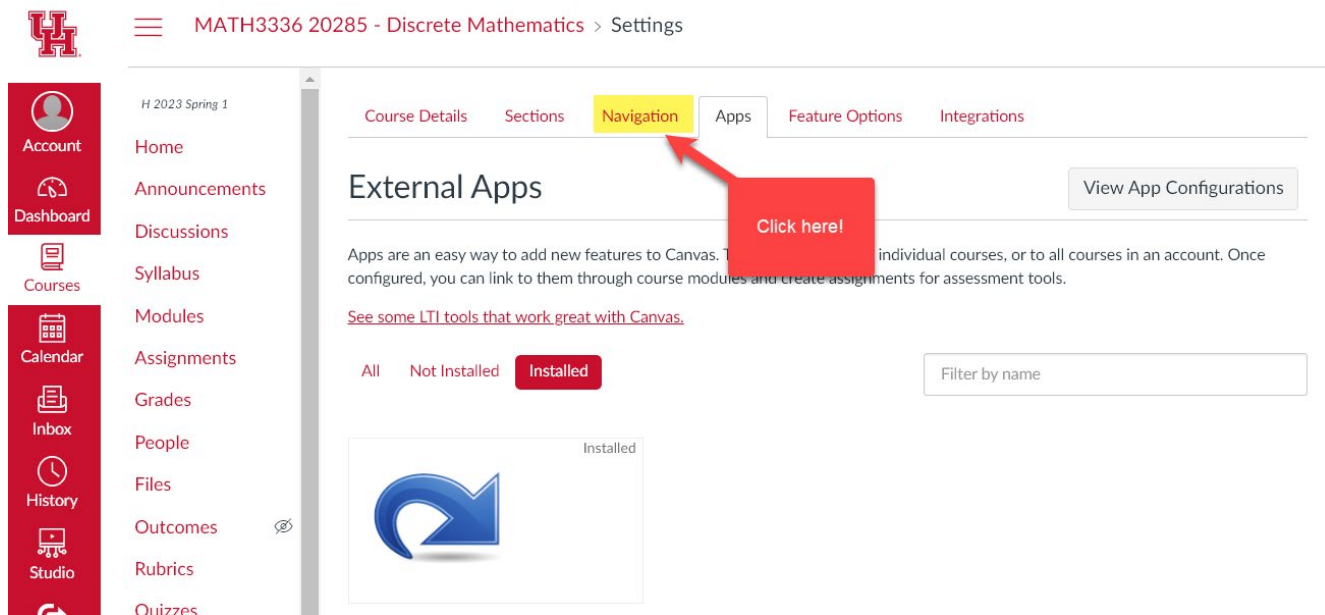 UH
MATH3336 20285 - Discrete Mathematics > Settings
Account
Dashboard
Courses
Calendar
Inbox
History
Studio
H 2023 Spring 1
Home
Announcements
Discussions
Syllabus
Modules
Assignments
Grades
People
Files
Outcomes
Rubrics
Quizzes
Course Details Sections Navigation Apps Feature Options Integrations
External Apps
View App Configurations
Click here!
Apps are an easy way to add new features to Canvas. individual courses, or to all courses in an account. Once
configured, you can link to them through course modules and create assignments for assessment tools.
See some LTI tools that work great with Canvas.
All Not Installed Installed
Filter by name
Installed